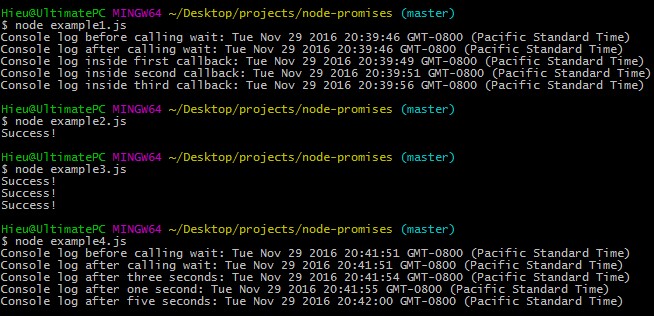 Hieu@UltimatePC MINGW64 ~/Desktop/projects/node-promises (master)
$ node example1.js
Console log before calling wait: Tue Nov 29 2016 20:39:46 GMT-0800 (Pacific Standard Time)
Console log after calling wait: Tue Nov 29 2016 20:39:46 GMT-0800 (Pacific Standard Time)
Console log inside first callback: Tue Nov 29 2016 20:39:49 GMT-0800 (Pacific Standard Time)
Console log inside second callback: Tue Nov 29 2016 20:39:51 GMT-0800 (Pacific Standard Time)
Console log inside third callback: Tue Nov 29 2016 20:39:56 GMT-0800 (Pacific Standard Time)
Hieu@UltimatePC MINGW64 ~/Desktop/projects/node-promises (master)
$ node example2.js
Success!
Hieu@UltimatePC MINGW64 ~/Desktop/projects/node-promises (master)
$ node example3.js
Success!
Success!
Success!
Hieu@UltimatePC MINGW64 ~/Desktop/projects/node-promises (master)
$ node example4.js
Console log before calling wait: Tue Nov 29 2016 20:41:51 GMT-0800 (Pacific Standard Time)
Console log after calling wait: Tue Nov 29 2016 20:41:51 GMT-0800 (Pacific Standard Time)
Console log after three seconds: Tue Nov 29 2016 20:41:54 GMT-0800 (Pacific Standard Time)
Console log after one second: Tue Nov 29 2016 20:41:55 GMT-0800 (Pacific Standard Time)
Console log after five seconds: Tue Nov 29 2016 20:42:00 GMT-0800 (Pacific Standard Time)